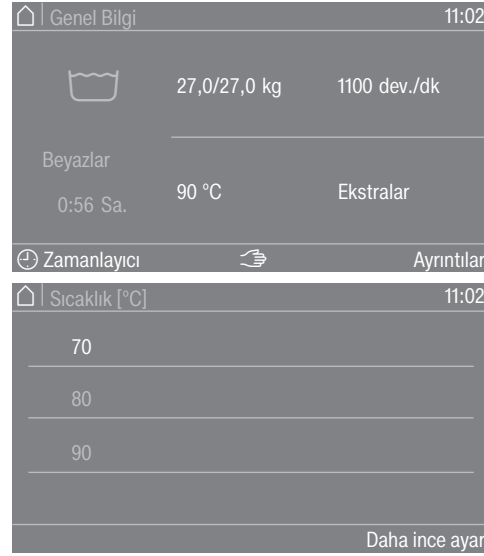 Genel Bilgi 11:02
27,0/27,0 kg 1100 dev./dk
Beyazlar
0:56 Sa.
90 °C Ekstralar
Zamanlayıcı Ayrıntılar
Sıcaklık [°C] 11:02
70
80
90
Daha ince ayar